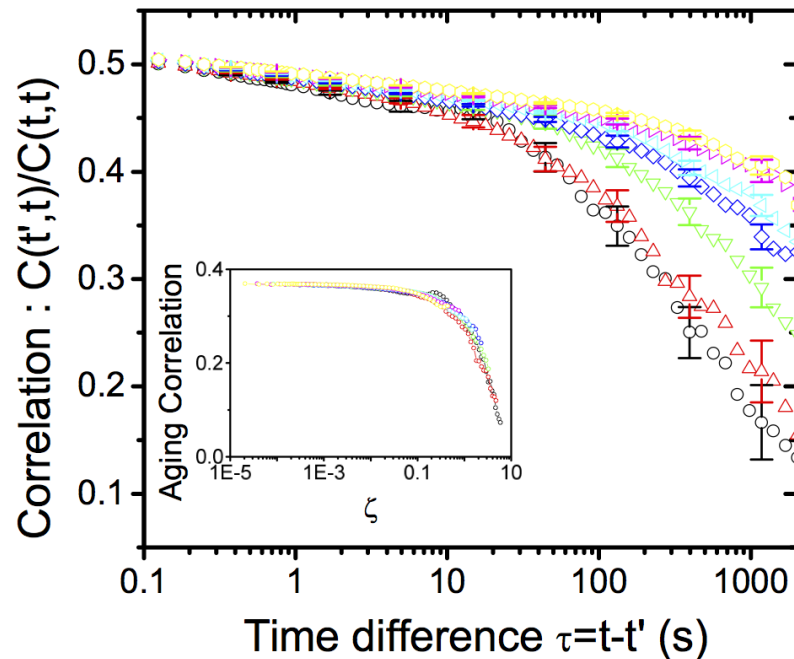 Correlation : C(t',t)/C(t,t)
0.5
0.4
0.3
0.2
0.1
0.1
1
10
100
1000
Time difference τ=t-t' (s)
Aging Correlation
0.4
0.2
0.0
1E-5
1E-3
0.1
10
ζ